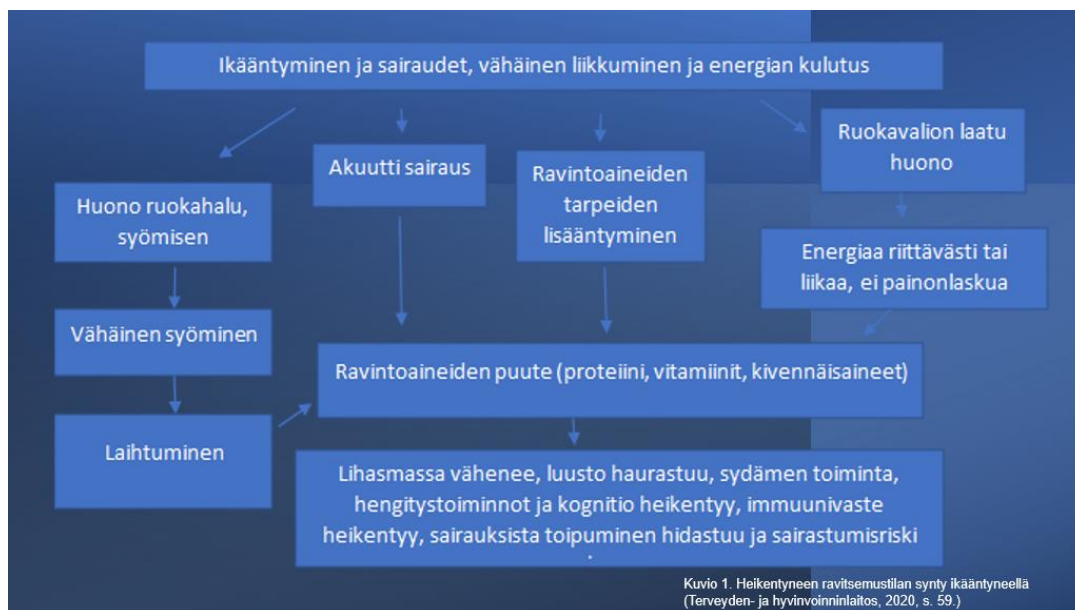 Ikääntyminen ja sairaudet, vähäinen liikkuminen ja energian kulutus
Huono ruokahalu,
syömisen
Vähäinen syöminen
Laihtuminen
Akuutti sairaus
Ravintoaineiden
tarpeiden
lisääntyminen
Ruokavalion laatu
huono
Energiaa riittävästi tai
liikaa, ei painonlaskua
Ravintoaineiden puute (proteiini, vitamiinit, kivennäisaineet)
Lihasmassa vähenee, luusto haurastuu, sydämen toiminta,
hengitystoiminnot ja kognitio heikentyy, immuunivaste
heikentyy, sairauksista toipuminen hidastuu ja sairastumisriski
Kuvio 1. Heikentyneen ravitsemustilan synty ikääntyneellä
(Terveyden- ja hyvinvoninnlaitos, 2020, s. 59.)